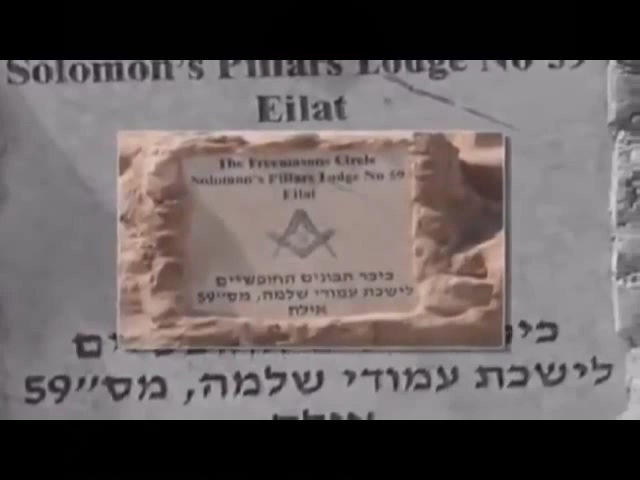 Solomon's Pillars Lodge No 59
Eilat
The Freemasons Circle
Solomon's Pillars Lodge No 59
Eilat
כיכר הבונים החופשיים
לישכת עמודי שלמה, מס״59
אילת
לישכת עמודי שלמה, מס״59
אילת